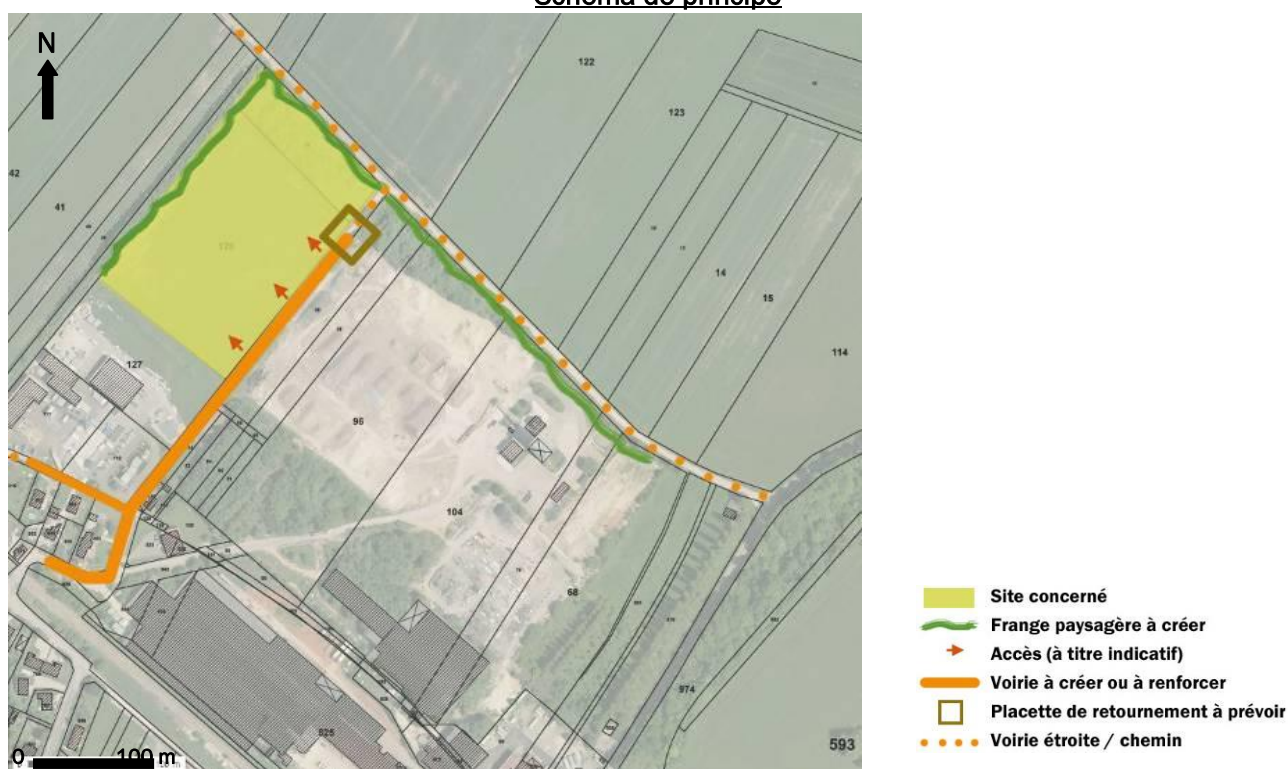 Schéma de principe
N
122
123
42
41
14
15
127
114
95
104
68
974
825
593
0 100 m
Site concerné
Frange paysagère à créer
Accès (à titre indicatif)
Voirie à créer ou à renforcer
Placette de retournement à prévoir
Voirie étroite / chemin